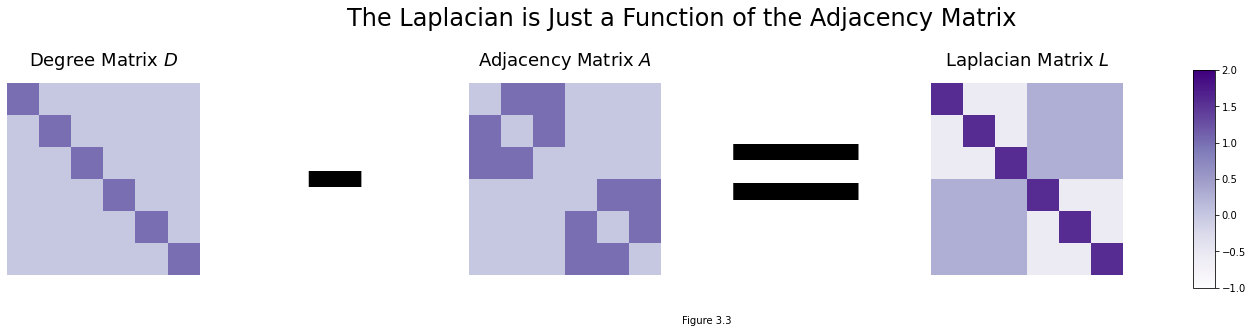 The Laplacian is Just a Function of the Adjacency Matrix
Degree Matrix D
Adjacency Matrix A
Laplacian Matrix L
2.0
1.5
1.0
0.5
0.0
−0.5
−1.0
Figure 3.3